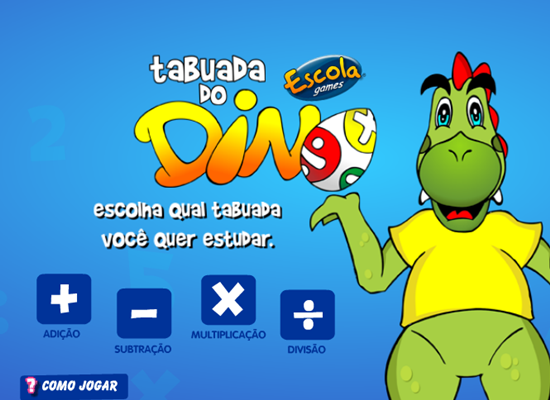 TABUADA
DO
DINO
Escola
games
ESCOLHA QUAL TABUADA
VOCÊ QUER ESTUDAR.
+
−
×
÷
ADIÇÃO
SUBTRAÇÃO
MULTIPLICAÇÃO
DIVISÃO
? COMO JOGAR